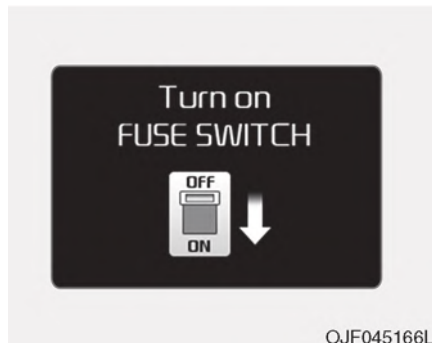 Turn on
FUSE SWITCH
OFF
ON
OJF045166L